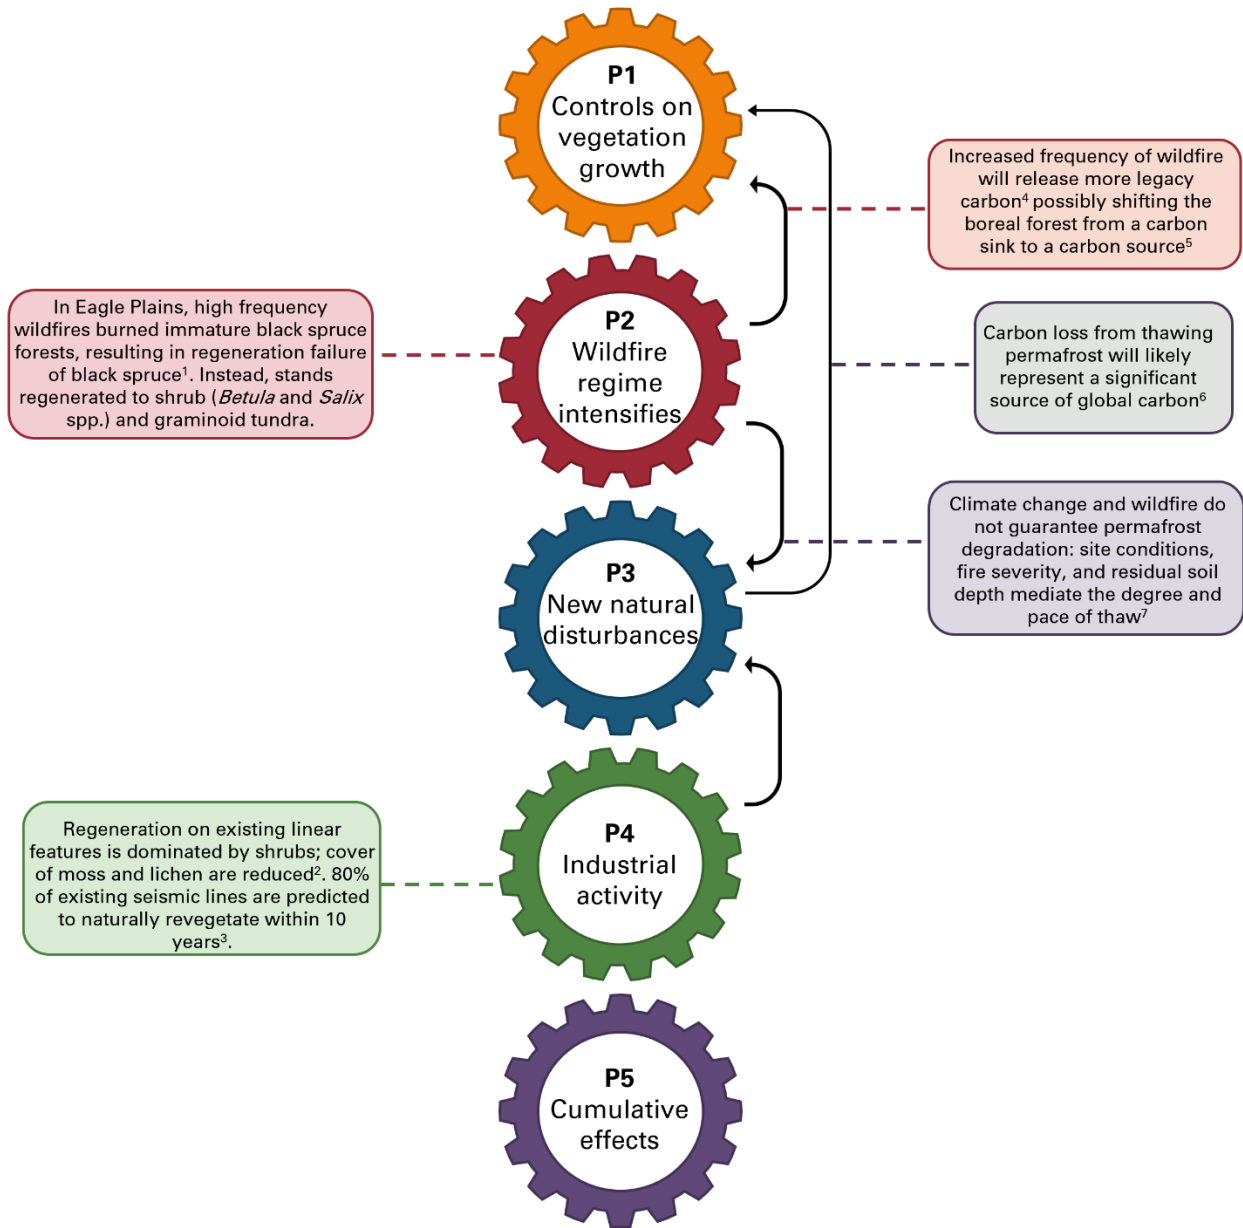 P1
Controls on
vegetation
growth
Increased frequency of wildfire
will release more legacy
carbon⁴ possibly shifting the
boreal forest from a carbon
sink to a carbon source⁵
In Eagle Plains, high frequency
wildfires burned immature black spruce
forests, resulting in regeneration failure
of black spruce¹. Instead, stands
regenerated to shrub (Betula and Salix
spp.) and graminoid tundra.
P2
Wildfire
regime
intensifies
Carbon loss from thawing
permafrost will likely
represent a significant
source of global carbon⁶
Climate change and wildfire do
not guarantee permafrost
degradation: site conditions,
fire severity, and residual soil
depth mediate the degree and
pace of thaw⁷
P3
New natural
disturbances
Regeneration on existing linear
features is dominated by shrubs; cover
of moss and lichen are reduced². 80%
of existing seismic lines are predicted
to naturally revegetate within 10
years³.
P4
Industrial
activity
P5
Cumulative
effects